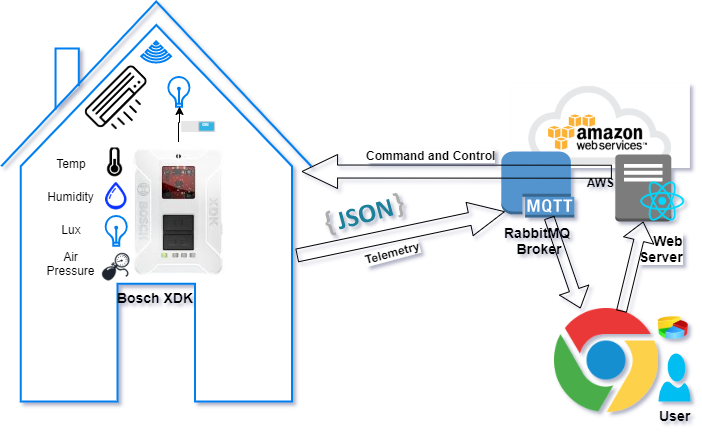 amazon
webservices™
Command and Control
AWS
Temp
Humidity
Lux
Air
Pressure
BOSCH
XDK
Bosch XDK
{JSON}
Telemetry
MQTT
RabbitMQ
Broker
Web
Server
User